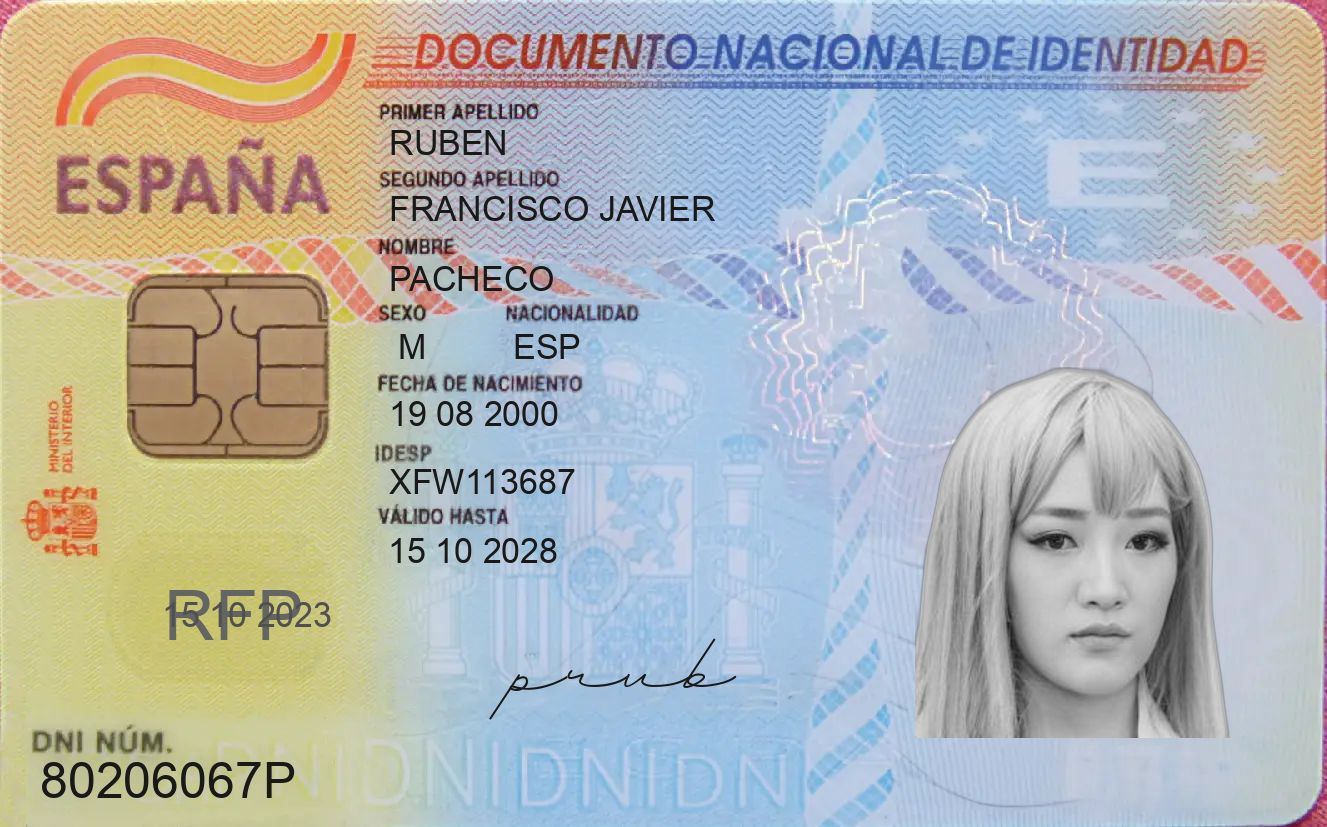 DOCUMENTO NACIONAL DE IDENTIDAD
ESPAÑA
PRIMER APELLIDO
RUBEN
SEGUNDO APELLIDO
FRANCISCO JAVIER
NOMBRE
PACHECO
SEXO NACIONALIDAD
M ESP
FECHA DE NACIMIENTO
19 08 2000
IDESP
XFW113687
VÁLIDO HASTA
15 10 2028
MINISTERIO
DEL INTERIOR
RFP
15 10 2023
prub
DNI NÚM.
80206067P
E
DNIDNIDNIDNI